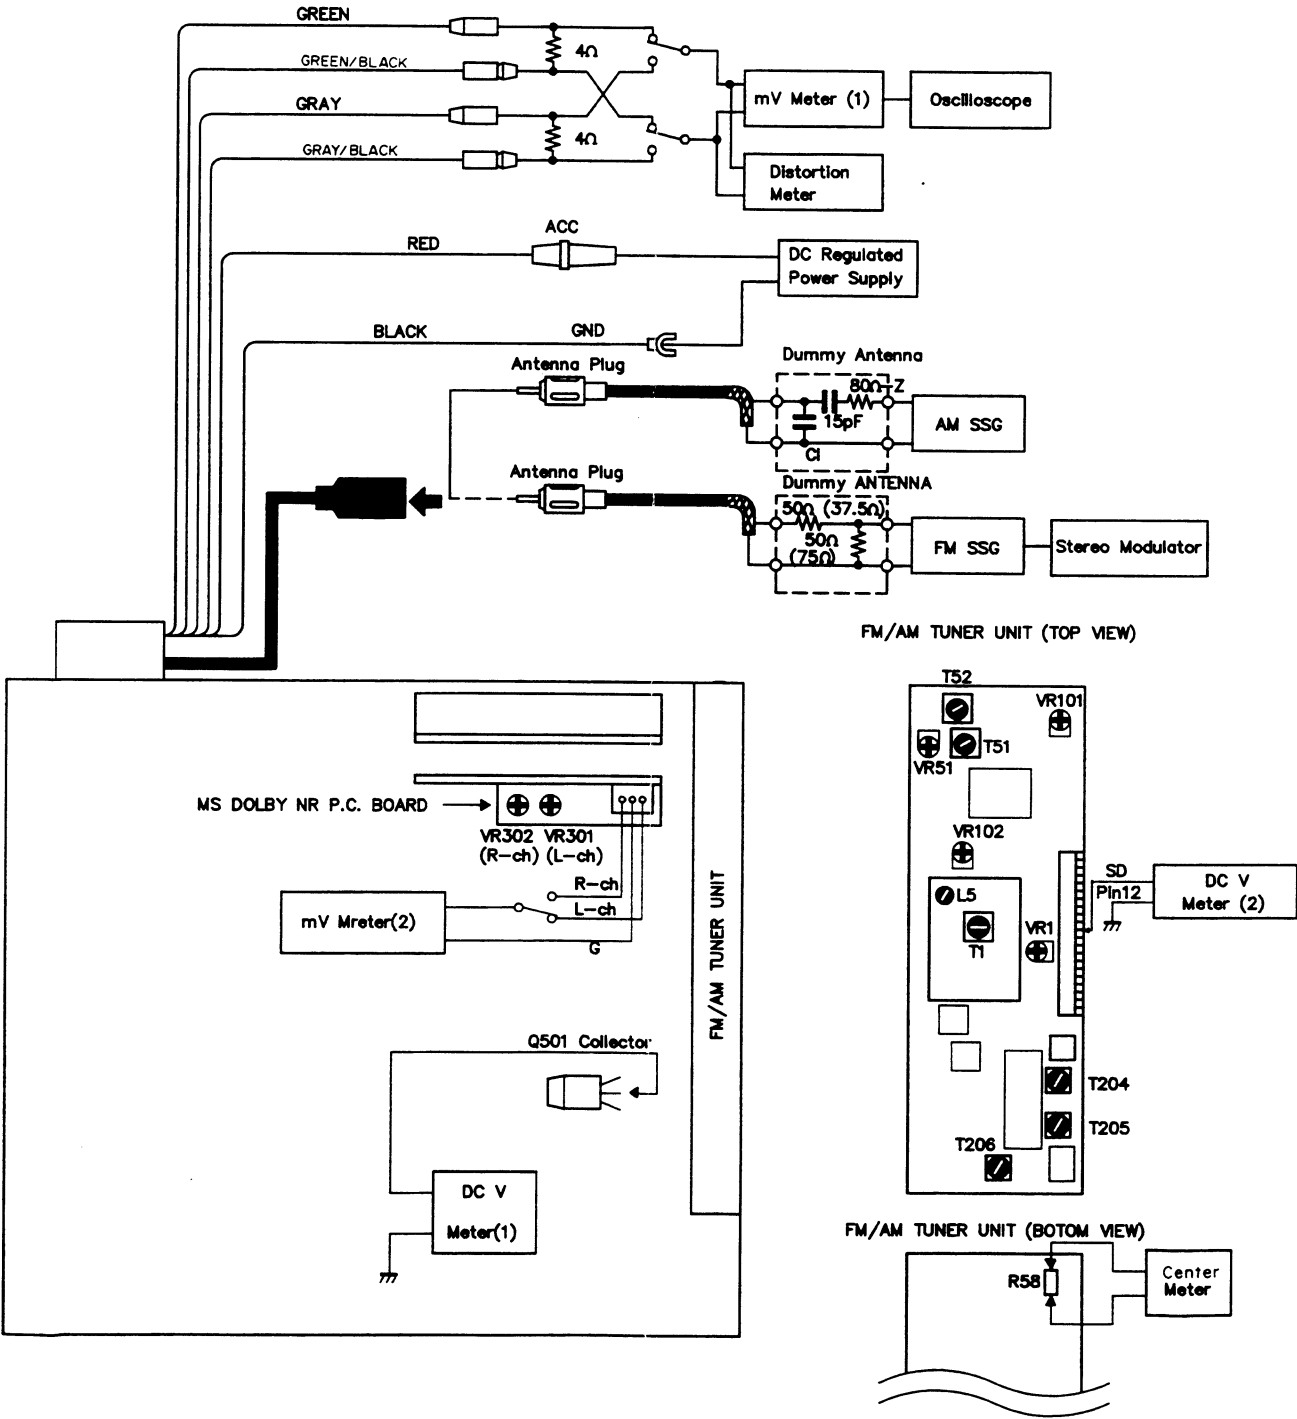 GREEN
4Ω
GREEN/BLACK
GRAY
4Ω
GRAY/BLACK
mV Meter (1)
Oscilloscope
Distortion
Meter
ACC
RED
DC Regulated
Power Supply
BLACK
GND
Antenna Plug
Dummy Antenna
80Ω-Z
15pF
CI
AM SSG
Antenna Plug
Dummy ANTENNA
50Ω (37.5Ω)
50Ω
(75Ω)
FM SSG
Stereo Modulator
FM/AM TUNER UNIT (TOP VIEW)
T52
VR101
T51
VR51
MS DOLBY NR P.C. BOARD
VR302 VR301
(R-ch) (L-ch)
VR102
R-ch
L-ch
G
mV Mreter(2)
FM/AM TUNER UNIT
L5
T1
VR1
SD
Pin12
DC V
Meter (2)
Q501 Collector
T204
T205
T206
DC V
Meter(1)
FM/AM TUNER UNIT (BOTOM VIEW)
R58
Center
Meter